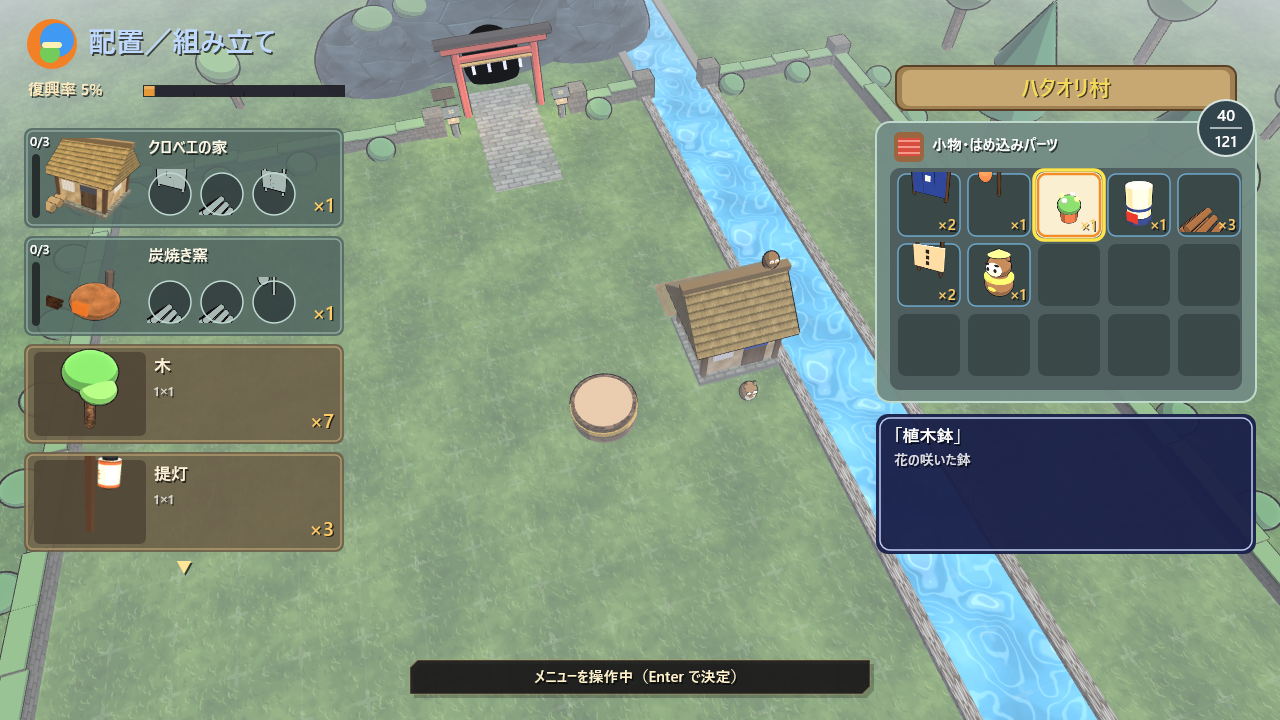 配置／組み立て
復興率 5%
0/3
クロベエの家
×1
0/3
炭焼き窯
×1
木
1×1
×7
提灯
1×1
×3
ハタオリ村
40
121
小物・はめ込みパーツ
×2
×1
×1
×1
×3
×2
×1
「植木鉢」
花の咲いた鉢
メニューを操作中（Enter で決定）